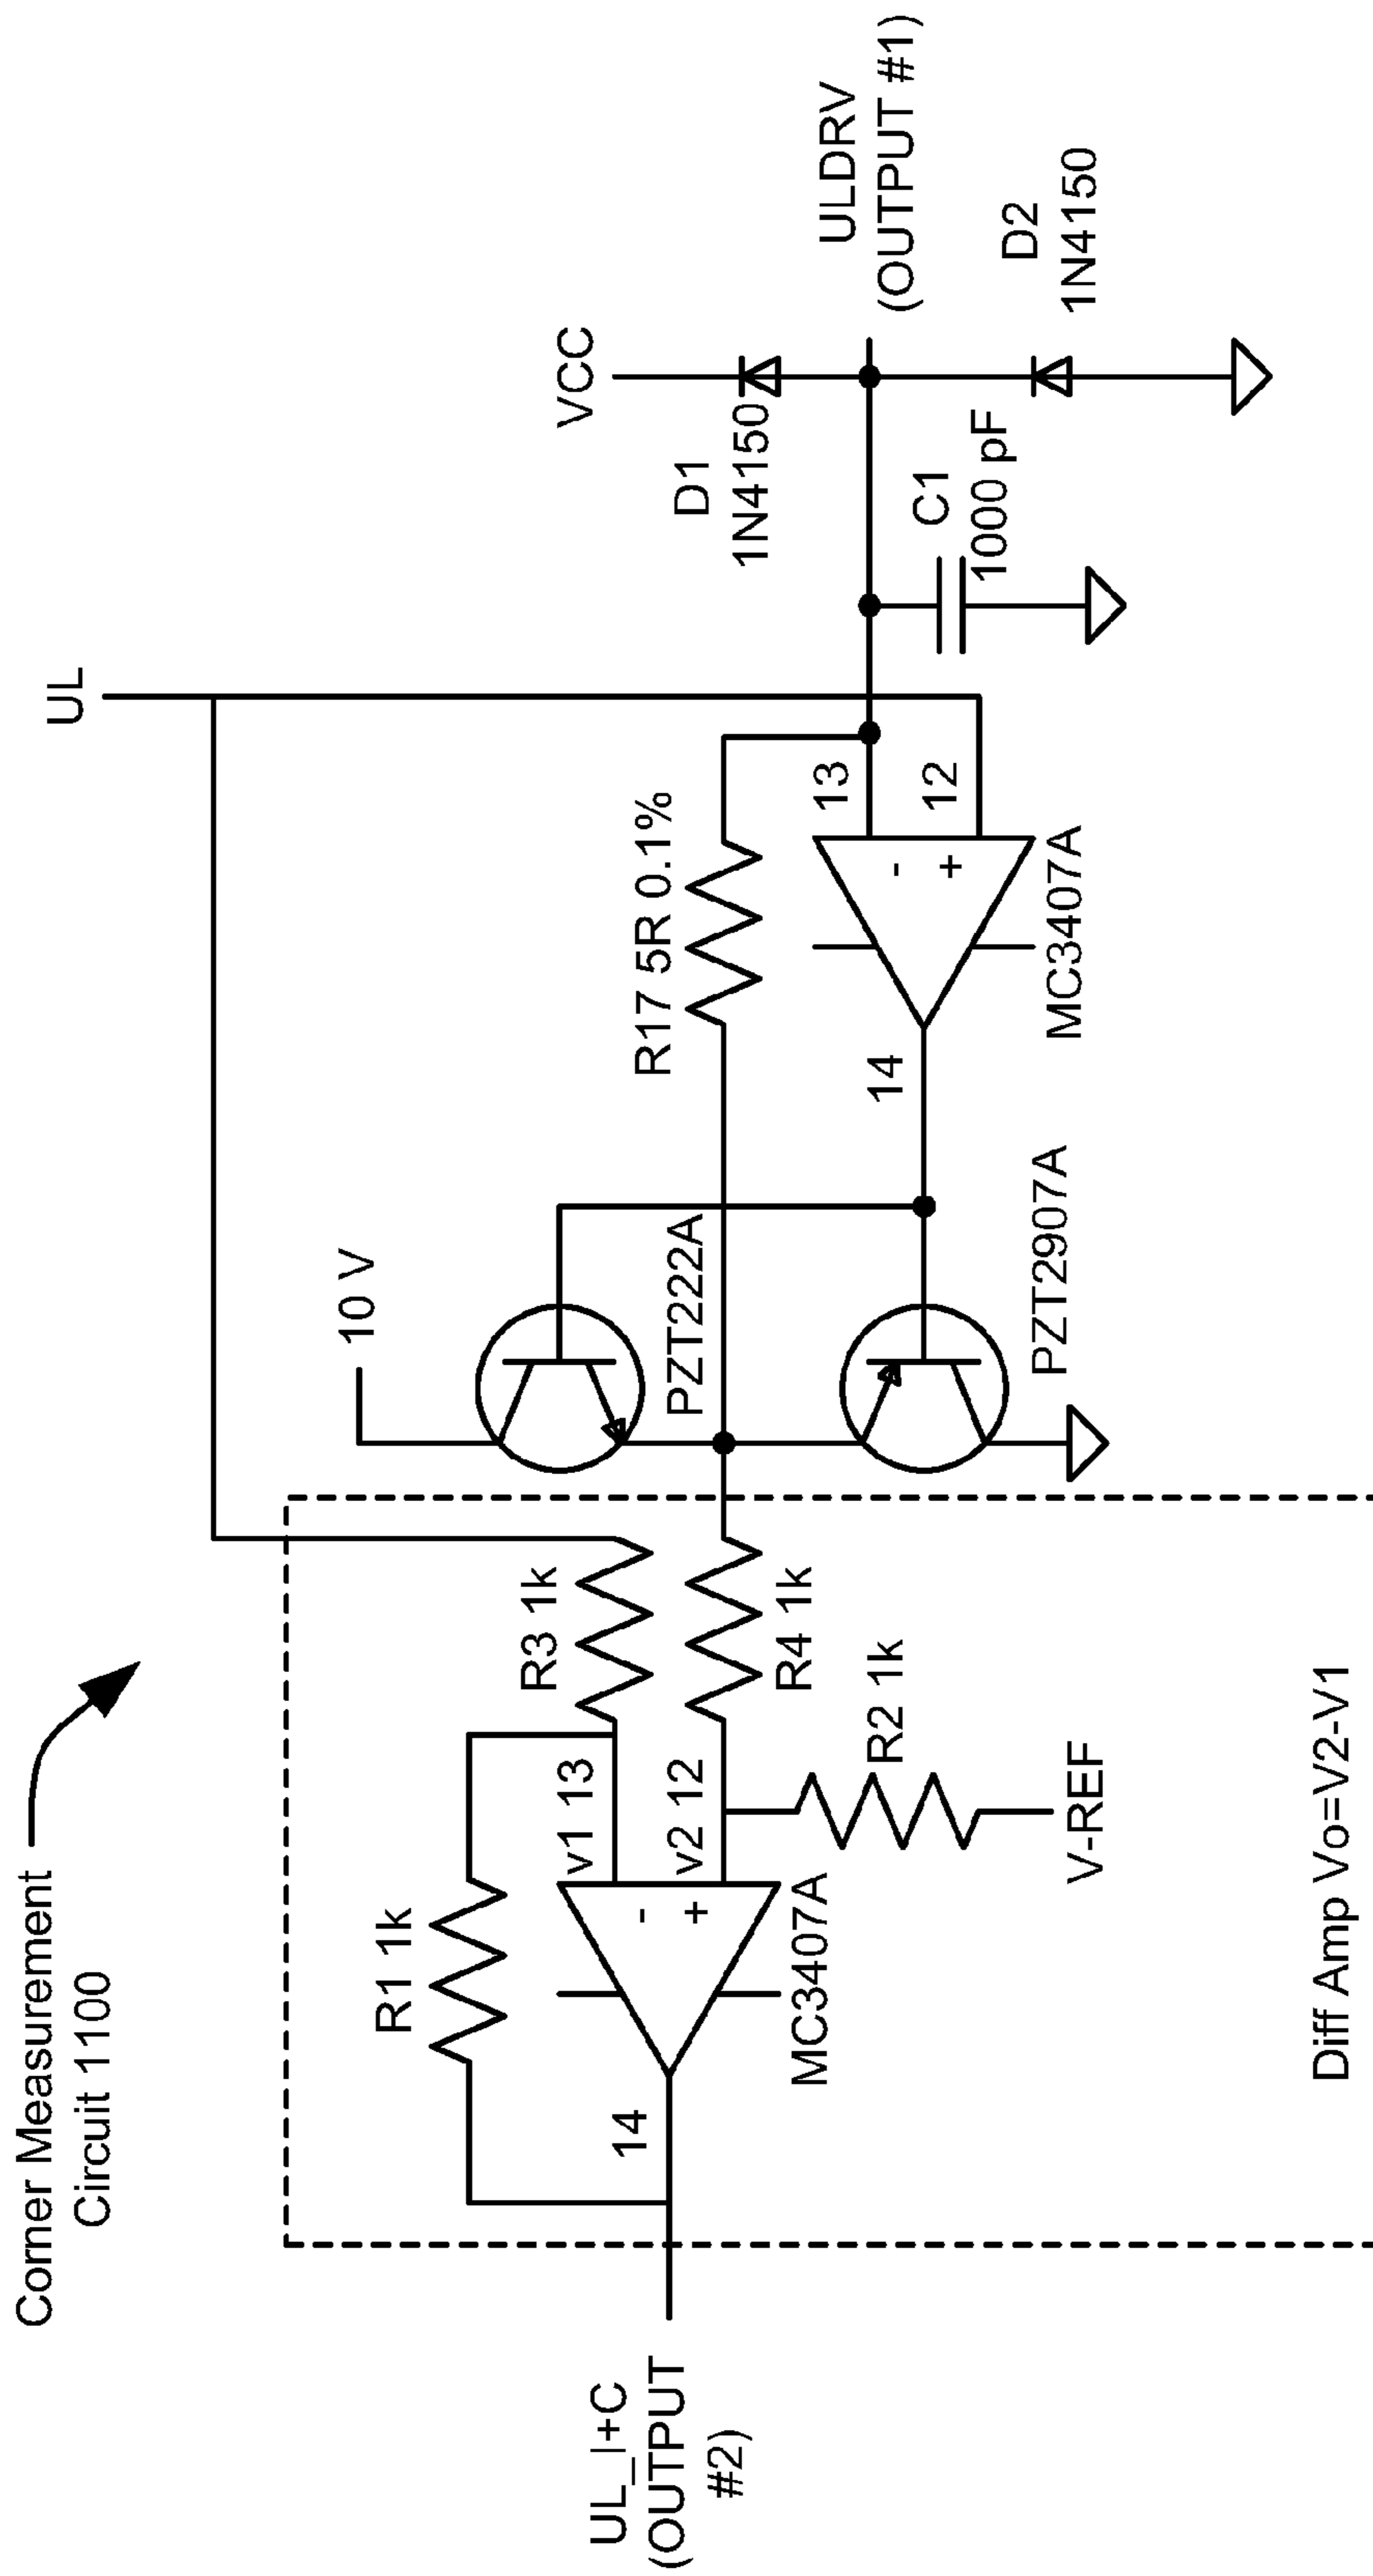 Corner Measurement
Circuit 1100
UL
10 V
VCC
R1 1k
R3 1k
v1 13
v2 12
R4 1k
R2 1k
V-REF
14
-
+
MC3407A
UL_I+C
(OUTPUT
#2)
PZT222A
PZT2907A
R17 5R 0.1%
14
13
12
-
+
MC3407A
D1
1N4150
C1
1000 pF
ULDRV
(OUTPUT #1)
D2
1N4150
Diff Amp Vo=V2-V1